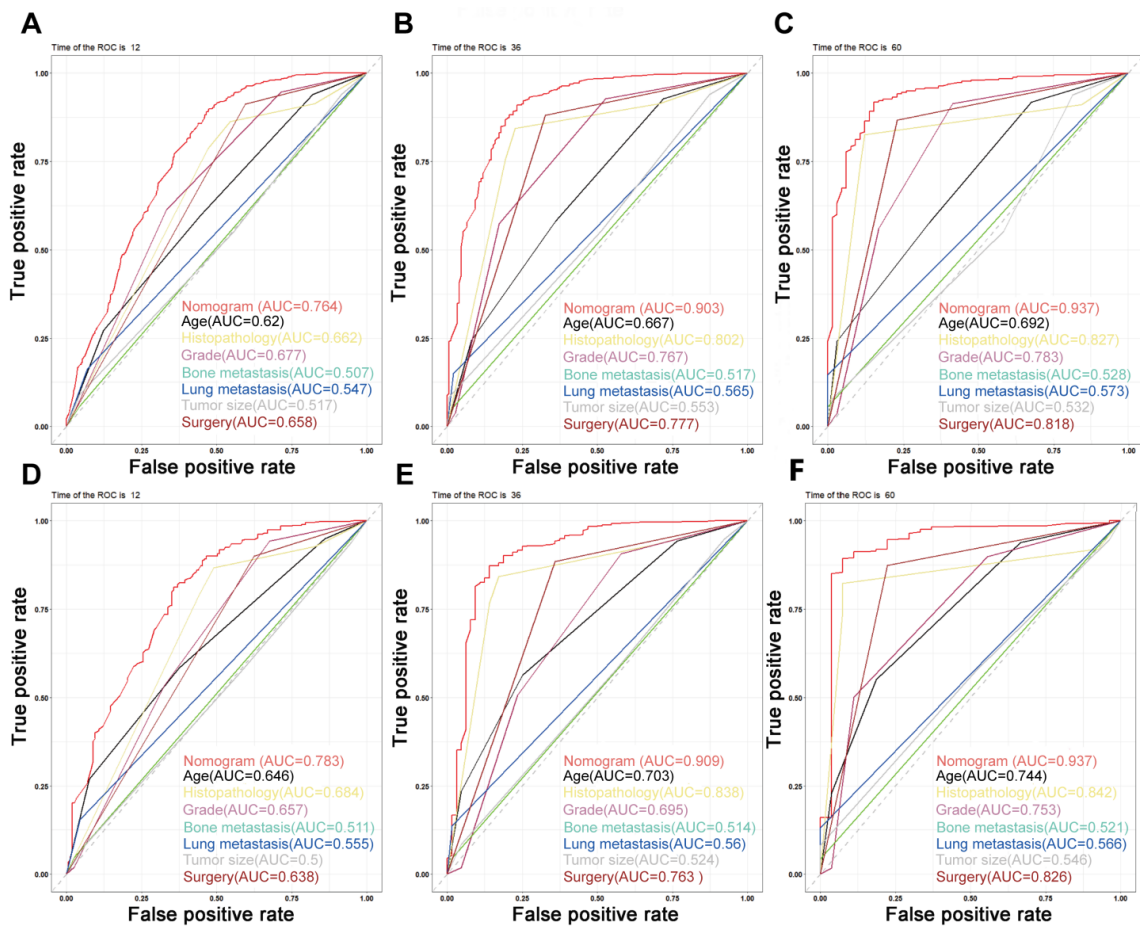 A
Time of the ROC is 12
True positive rate
1.00
0.75
0.50
0.25
0.00
Nomogram (AUC=0.764)
Age(AUC=0.62)
Histopathology(AUC=0.662)
Grade(AUC=0.677)
Bone metastasis(AUC=0.507)
Lung metastasis(AUC=0.547)
Tumor size(AUC=0.517)
Surgery(AUC=0.658)
0.00 0.25 0.50 0.75 1.00
False positive rate
B
Time of the ROC is 36
True positive rate
1.00
0.75
0.50
0.25
0.00
Nomogram (AUC=0.903)
Age(AUC=0.667)
Histopathology(AUC=0.802)
Grade(AUC=0.767)
Bone metastasis(AUC=0.517)
Lung metastasis(AUC=0.565)
Tumor size(AUC=0.553)
Surgery(AUC=0.777)
0.00 0.25 0.50 0.75 1.00
False positive rate
C
Time of the ROC is 60
True positive rate
1.00
0.75
0.50
0.25
0.00
Nomogram (AUC=0.937)
Age(AUC=0.692)
Histopathology(AUC=0.827)
Grade(AUC=0.783)
Bone metastasis(AUC=0.528)
Lung metastasis(AUC=0.573)
Tumor size(AUC=0.532)
Surgery(AUC=0.818)
0.00 0.25 0.50 0.75 1.00
False positive rate
D
Time of the ROC is 12
True positive rate
1.00
0.75
0.50
0.25
0.00
Nomogram (AUC=0.783)
Age(AUC=0.646)
Histopathology(AUC=0.684)
Grade(AUC=0.657)
Bone metastasis(AUC=0.511)
Lung metastasis(AUC=0.555)
Tumor size(AUC=0.5)
Surgery(AUC=0.638)
0.00 0.25 0.50 0.75 1.00
False positive rate
E
Time of the ROC is 36
True positive rate
1.00
0.75
0.50
0.25
0.00
Nomogram (AUC=0.909)
Age(AUC=0.703)
Histopathology(AUC=0.838)
Grade(AUC=0.695)
Bone metastasis(AUC=0.514)
Lung metastasis(AUC=0.56)
Tumor size(AUC=0.524)
Surgery(AUC=0.763 )
0.00 0.25 0.50 0.75 1.00
False positive rate
F
Time of the ROC is 60
True positive rate
1.00
0.75
0.50
0.25
0.00
Nomogram (AUC=0.937)
Age(AUC=0.744)
Histopathology(AUC=0.842)
Grade(AUC=0.753)
Bone metastasis(AUC=0.521)
Lung metastasis(AUC=0.566)
Tumor size(AUC=0.546)
Surgery(AUC=0.826)
0.00 0.25 0.50 0.75 1.00
False positive rate